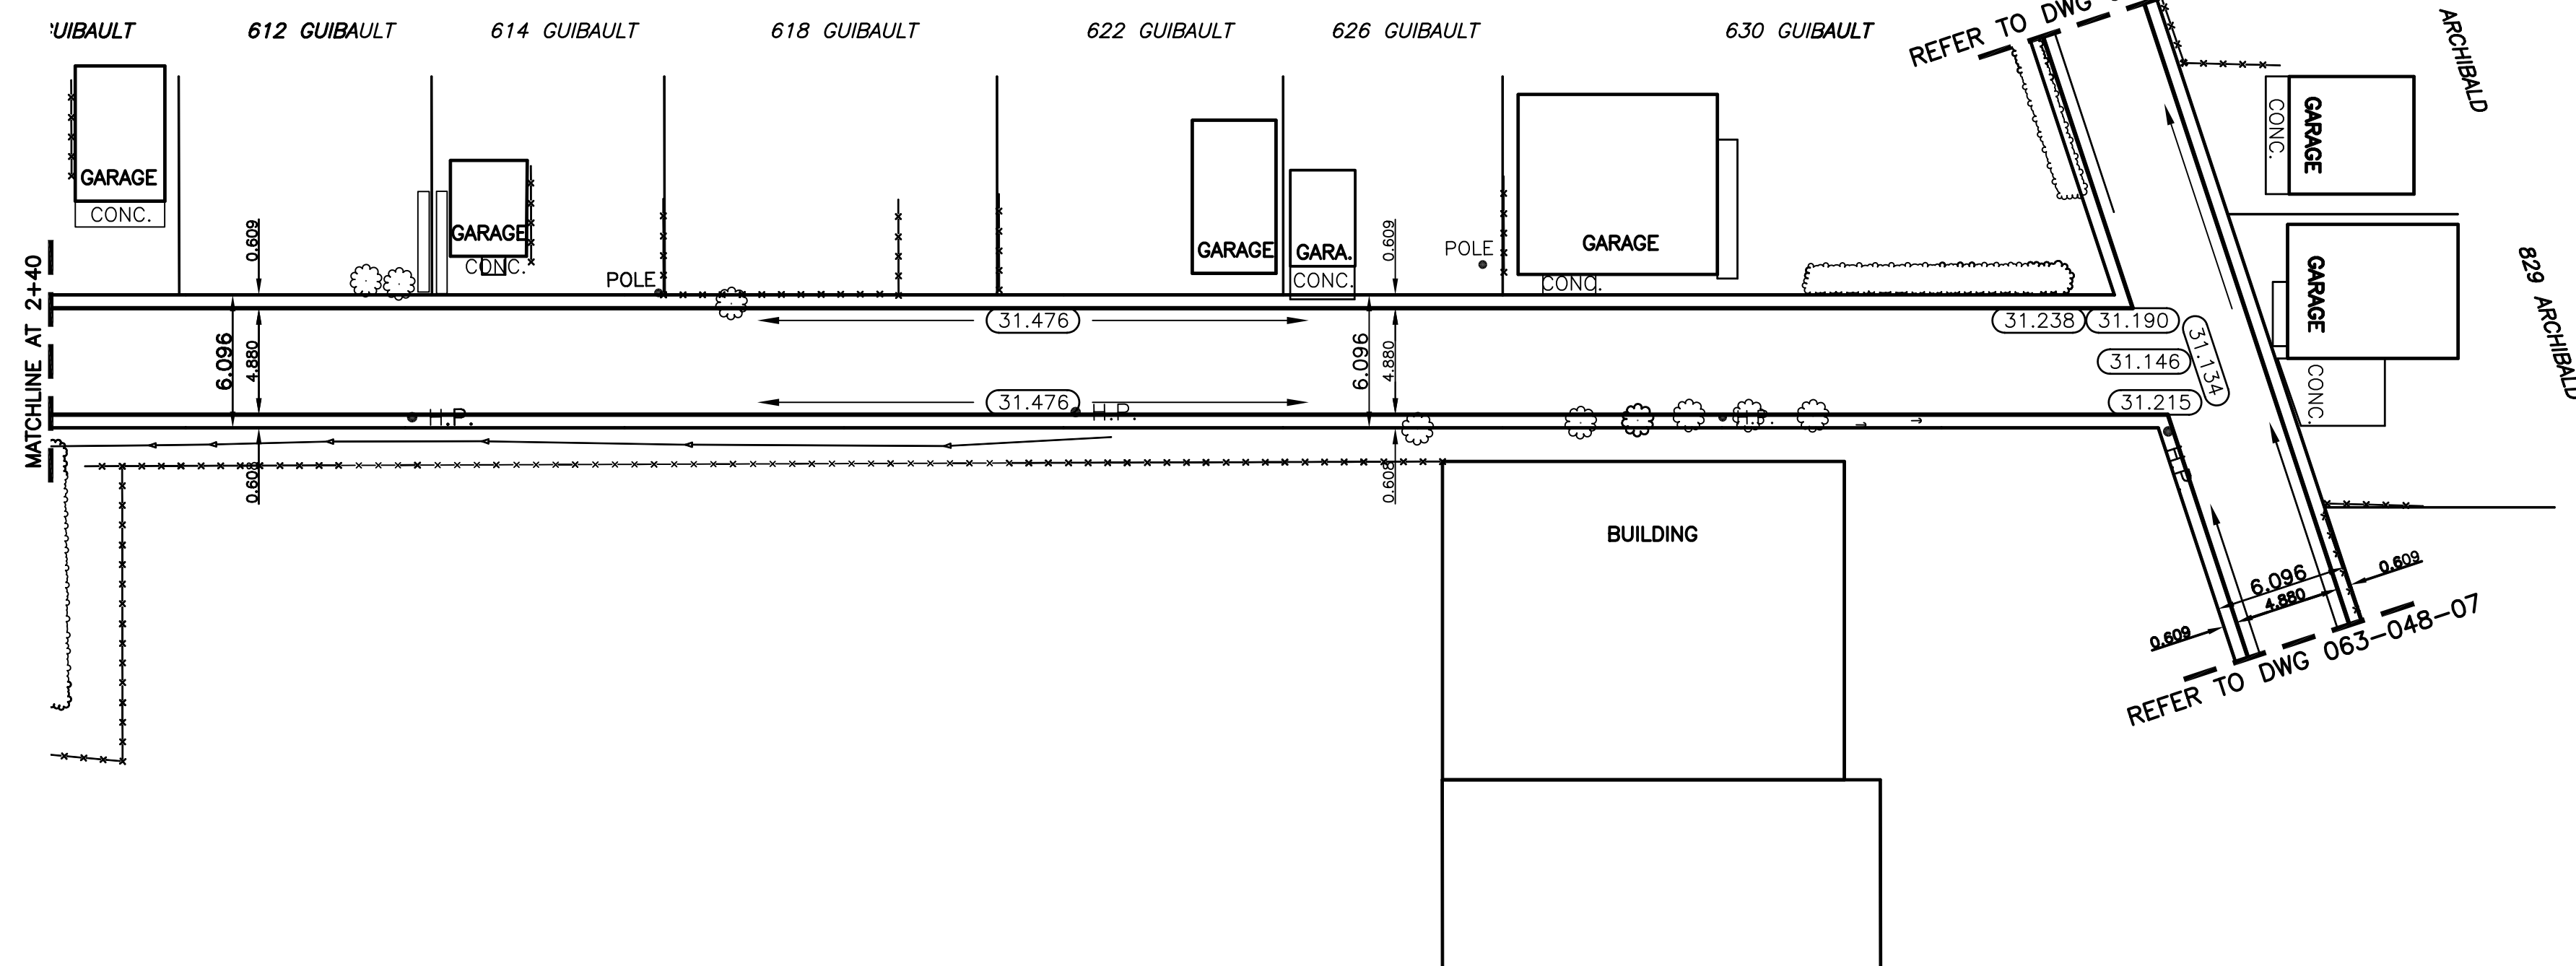 UIBAULT
612 GUIBAULT
614 GUIBAULT
618 GUIBAULT
622 GUIBAULT
626 GUIBAULT
630 GUIBAULT
REFER TO DWG
ARCHIBALD
GARAGE
CONC.
GARAGE
CONC.
GARAGE
GARA.
CONC.
GARAGE
CONC.
GARAGE
CONC.
GARAGE
CONC.
829 ARCHIBALD
POLE
POLE
0.609
0.609
MATCHLINE AT 2+40
6.096
4.880
6.096
4.880
31.476
31.476
31.238
31.190
31.146
31.134
31.215
H.P.
H.P.
H.P.
H.P.
0.608
0.608
BUILDING
6.096
4.880
0.609
0.609
REFER TO DWG 063-048-07